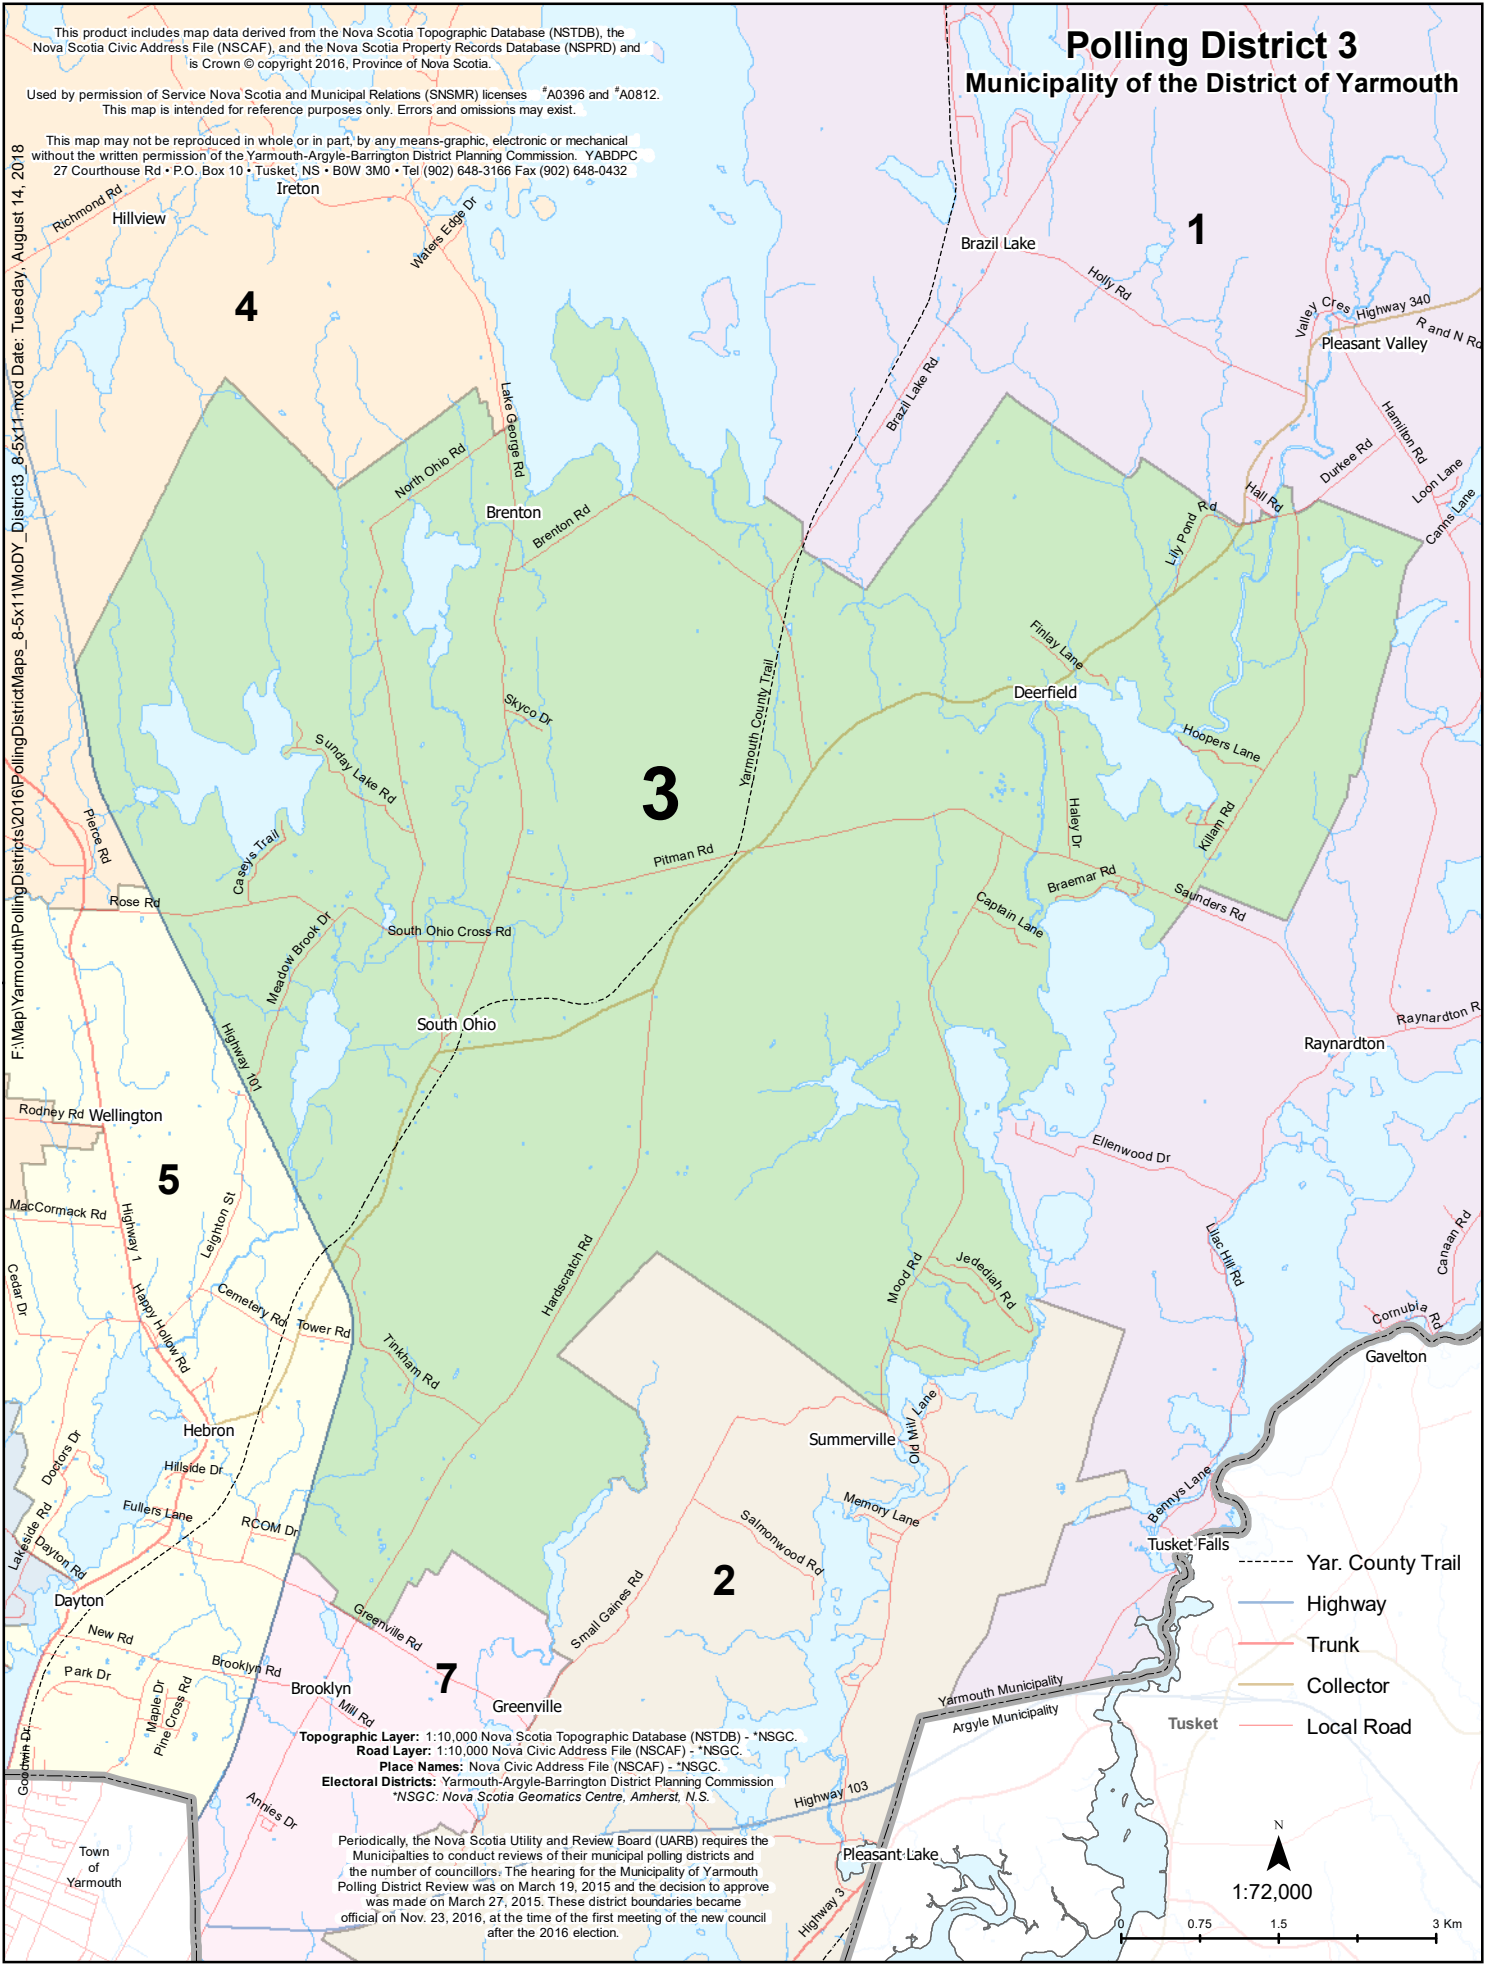 This product includes map data derived from the Nova Scotia Topographic Database (NSTDB), the
Nova Scotia Civic Address File (NSCAF), and the Nova Scotia Property Records Database (NSPRD) and
is Crown © copyright 2016, Province of Nova Scotia.
Used by permission of Service Nova Scotia and Municipal Relations (SNSMR) licenses #A0396 and #A0812.
This map is intended for reference purposes only. Errors and omissions may exist.
This map may not be reproduced in whole or in part, by any means-graphic, electronic or mechanical
without the written permission of the Yarmouth-Argyle-Barrington District Planning Commission. YABDPC
27 Courthouse Rd • P.O. Box 10 • Tusket, NS • B0W 3M0 • Tel (902) 648-3166 Fax (902) 648-0432
Polling District 3
Municipality of the District of Yarmouth
F:\Map\Yarmouth\PollingDistricts\2016\PollingDistrictMaps_8-5x11\MoDY_District3_8-5x11.mxd Date: Tuesday, August 14, 2018
Richmond Rd
Hillview
Ireton
Waters Edge Dr
4
Brazil Lake
1
Holly Rd
Valley Cres
Highway 340
R and N Rd
Pleasant Valley
Brazil Lake Rd
Lake George Rd
North Ohio Rd
Hamilton Rd
Durkee Rd
Loon Lane
Canns Lane
Hall Rd
Lily Pond Rd
Brenton
Brenton Rd
Finlay Lane
Deerfield
Yarmouth County Trail
Skyco Dr
Sunday Lake Rd
Hoopers Lane
3
Pierce Rd
Caseys Trail
Pitman Rd
Haley Dr
Killam Rd
Braemar Rd
Saunders Rd
Captain Lane
Rose Rd
South Ohio Cross Rd
Meadow Brook Dr
South Ohio
Highway 101
Raynardton R
Raynardton
Rodney Rd
Wellington
Ellenwood Dr
5
MacCormack Rd
Highway 1
Leighton St
Lilac Hill Rd
Canaan Rd
Cedar Dr
Happy Hollow Rd
Cemetery Rd
Tower Rd
Hardscratch Rd
Mood Rd
Jedediah Rd
Cornubia Rd
Gavelton
Tinkham Rd
Hebron
Old Mill Lane
Summerville
Doctors Dr
Hillside Dr
Fullers Lane
RCOM Dr
Memory Lane
Salmonwood Rd
Bennys Lane
Tusket Falls
Lakeside Rd
Dayton Rd
Dayton
2
Small Gaines Rd
Greenville Rd
New Rd
Park Dr
Brooklyn Rd
Brooklyn
7
Greenville
Maple Dr
Pine Cross Rd
Mill Rd
Goodwin Dr
Yarmouth Municipality
Argyle Municipality
Tusket
Yar. County Trail
Highway
Trunk
Collector
Local Road
Topographic Layer: 1:10,000 Nova Scotia Topographic Database (NSTDB) - *NSGC.
Road Layer: 1:10,000 Nova Civic Address File (NSCAF) - *NSGC.
Place Names: Nova Civic Address File (NSCAF) - *NSGC.
Electoral Districts: Yarmouth-Argyle-Barrington District Planning Commission
*NSGC: Nova Scotia Geomatics Centre, Amherst, N.S.
Annies Dr
Highway 103
Pleasant Lake
Highway 3
Town
of
Yarmouth
Periodically, the Nova Scotia Utility and Review Board (UARB) requires the
Municipalties to conduct reviews of their municipal polling districts and
the number of councillors. The hearing for the Municipality of Yarmouth
Polling District Review was on March 19, 2015 and the decision to approve
was made on March 27, 2015. These district boundaries became
official on Nov. 23, 2016, at the time of the first meeting of the new council
after the 2016 election.
N
1:72,000
0 0.75 1.5 3 Km